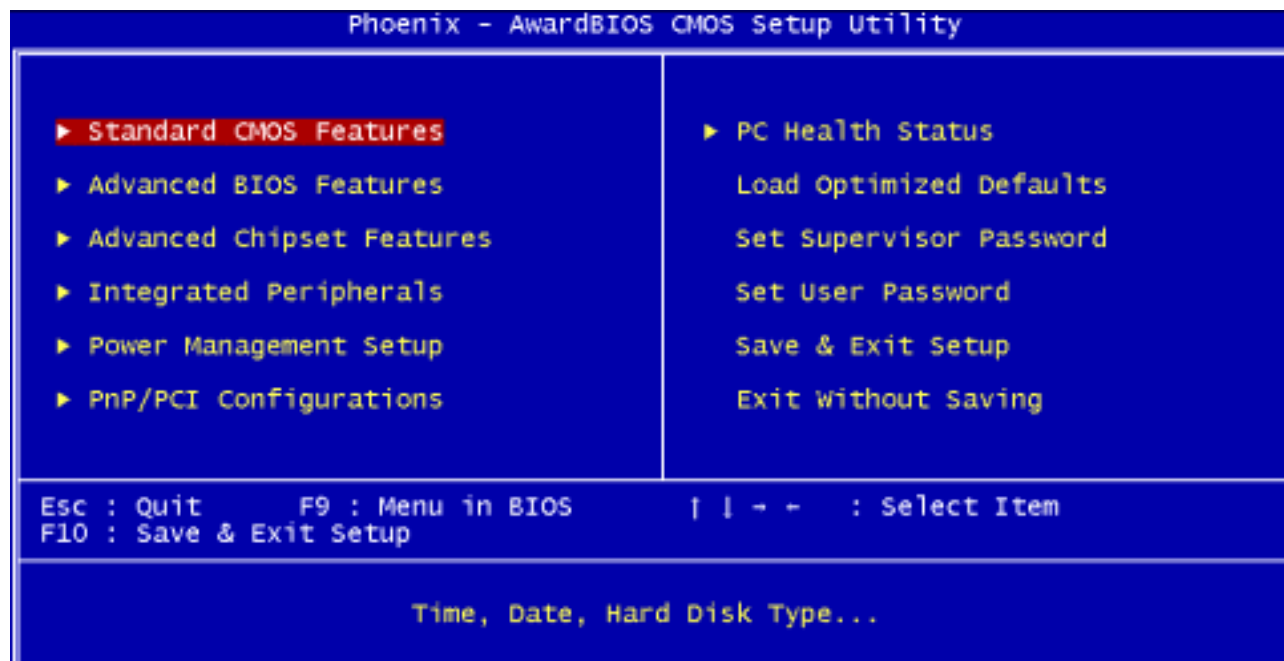 Phoenix - AwardBIOS CMOS Setup Utility
▶ Standard CMOS Features
▶ Advanced BIOS Features
▶ Advanced Chipset Features
▶ Integrated Peripherals
▶ Power Management Setup
▶ PnP/PCI Configurations
▶ PC Health Status
Load Optimized Defaults
Set Supervisor Password
Set User Password
Save & Exit Setup
Exit Without Saving
Esc : Quit F9 : Menu in BIOS ↑ ↓ → ← : Select Item
F10 : Save & Exit Setup
Time, Date, Hard Disk Type...